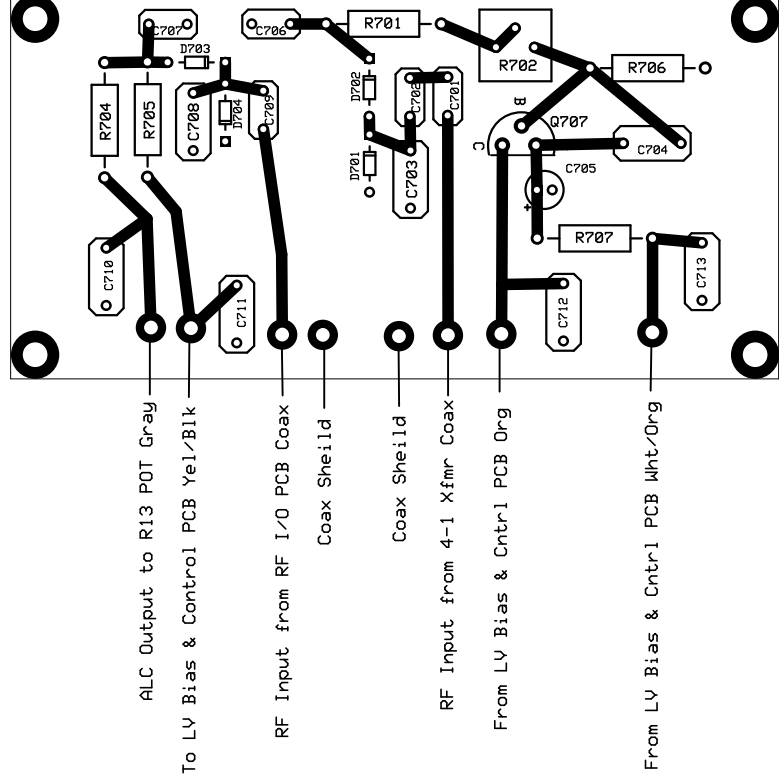 C707
C706
R701
R702
R706
D703
D702
C702
C701
R704
R705
C708
D704
C709
B
Q707
C
C704
D701
C703
C705
+
R707
C710
C711
C712
C713
ALC Output to R13 POT Gray
To LV Bias & Control PCB Yel/Blk
RF Input from RF I/O PCB Coax
Coax Sheild
Coax Sheild
RF Input from 4-1 Xfmr Coax
From LV Bias & Cntrl PCB Org
From LV Bias & Cntrl PCB Wht/Org